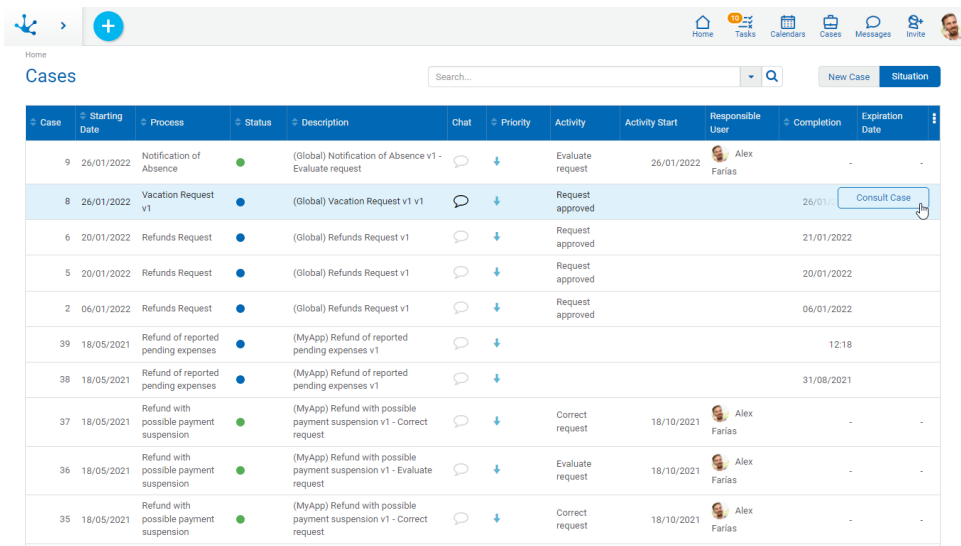 10
Home
Tasks
Calendars
Cases
Messages
Invite
Home
Cases
Search...
New Case
Situation
Case
Starting
Date
Process
Status
Description
Chat
Priority
Activity
Activity Start
Responsible
User
Completion
Expiration
Date
9
26/01/2022
Notification of
Absence
(Global) Notification of Absence v1 -
Evaluate request
Evaluate
request
26/01/2022
Alex
Farías
-
-
8
26/01/2022
Vacation Request
v1
(Global) Vacation Request v1 v1
Request
approved
26/01/
Consult Case
6
20/01/2022
Refunds Request
(Global) Refunds Request v1
Request
approved
21/01/2022
5
20/01/2022
Refunds Request
(Global) Refunds Request v1
Request
approved
20/01/2022
2
06/01/2022
Refunds Request
(Global) Refunds Request v1
Request
approved
06/01/2022
39
18/05/2021
Refund of reported
pending expenses
(MyApp) Refund of reported
pending expenses v1
12:18
38
18/05/2021
Refund of reported
pending expenses
(MyApp) Refund of reported
pending expenses v1
31/08/2021
37
18/05/2021
Refund with
possible payment
suspension
(MyApp) Refund with possible
payment suspension v1 - Correct
request
Correct
request
18/10/2021
Alex
Farías
-
-
36
18/05/2021
Refund with
possible payment
suspension
(MyApp) Refund with possible
payment suspension v1 - Evaluate
request
Evaluate
request
18/10/2021
Alex
Farías
-
-
35
18/05/2021
Refund with
possible payment
suspension
(MyApp) Refund with possible
payment suspension v1 - Correct
request
Correct
request
18/10/2021
Alex
Farías
-
-